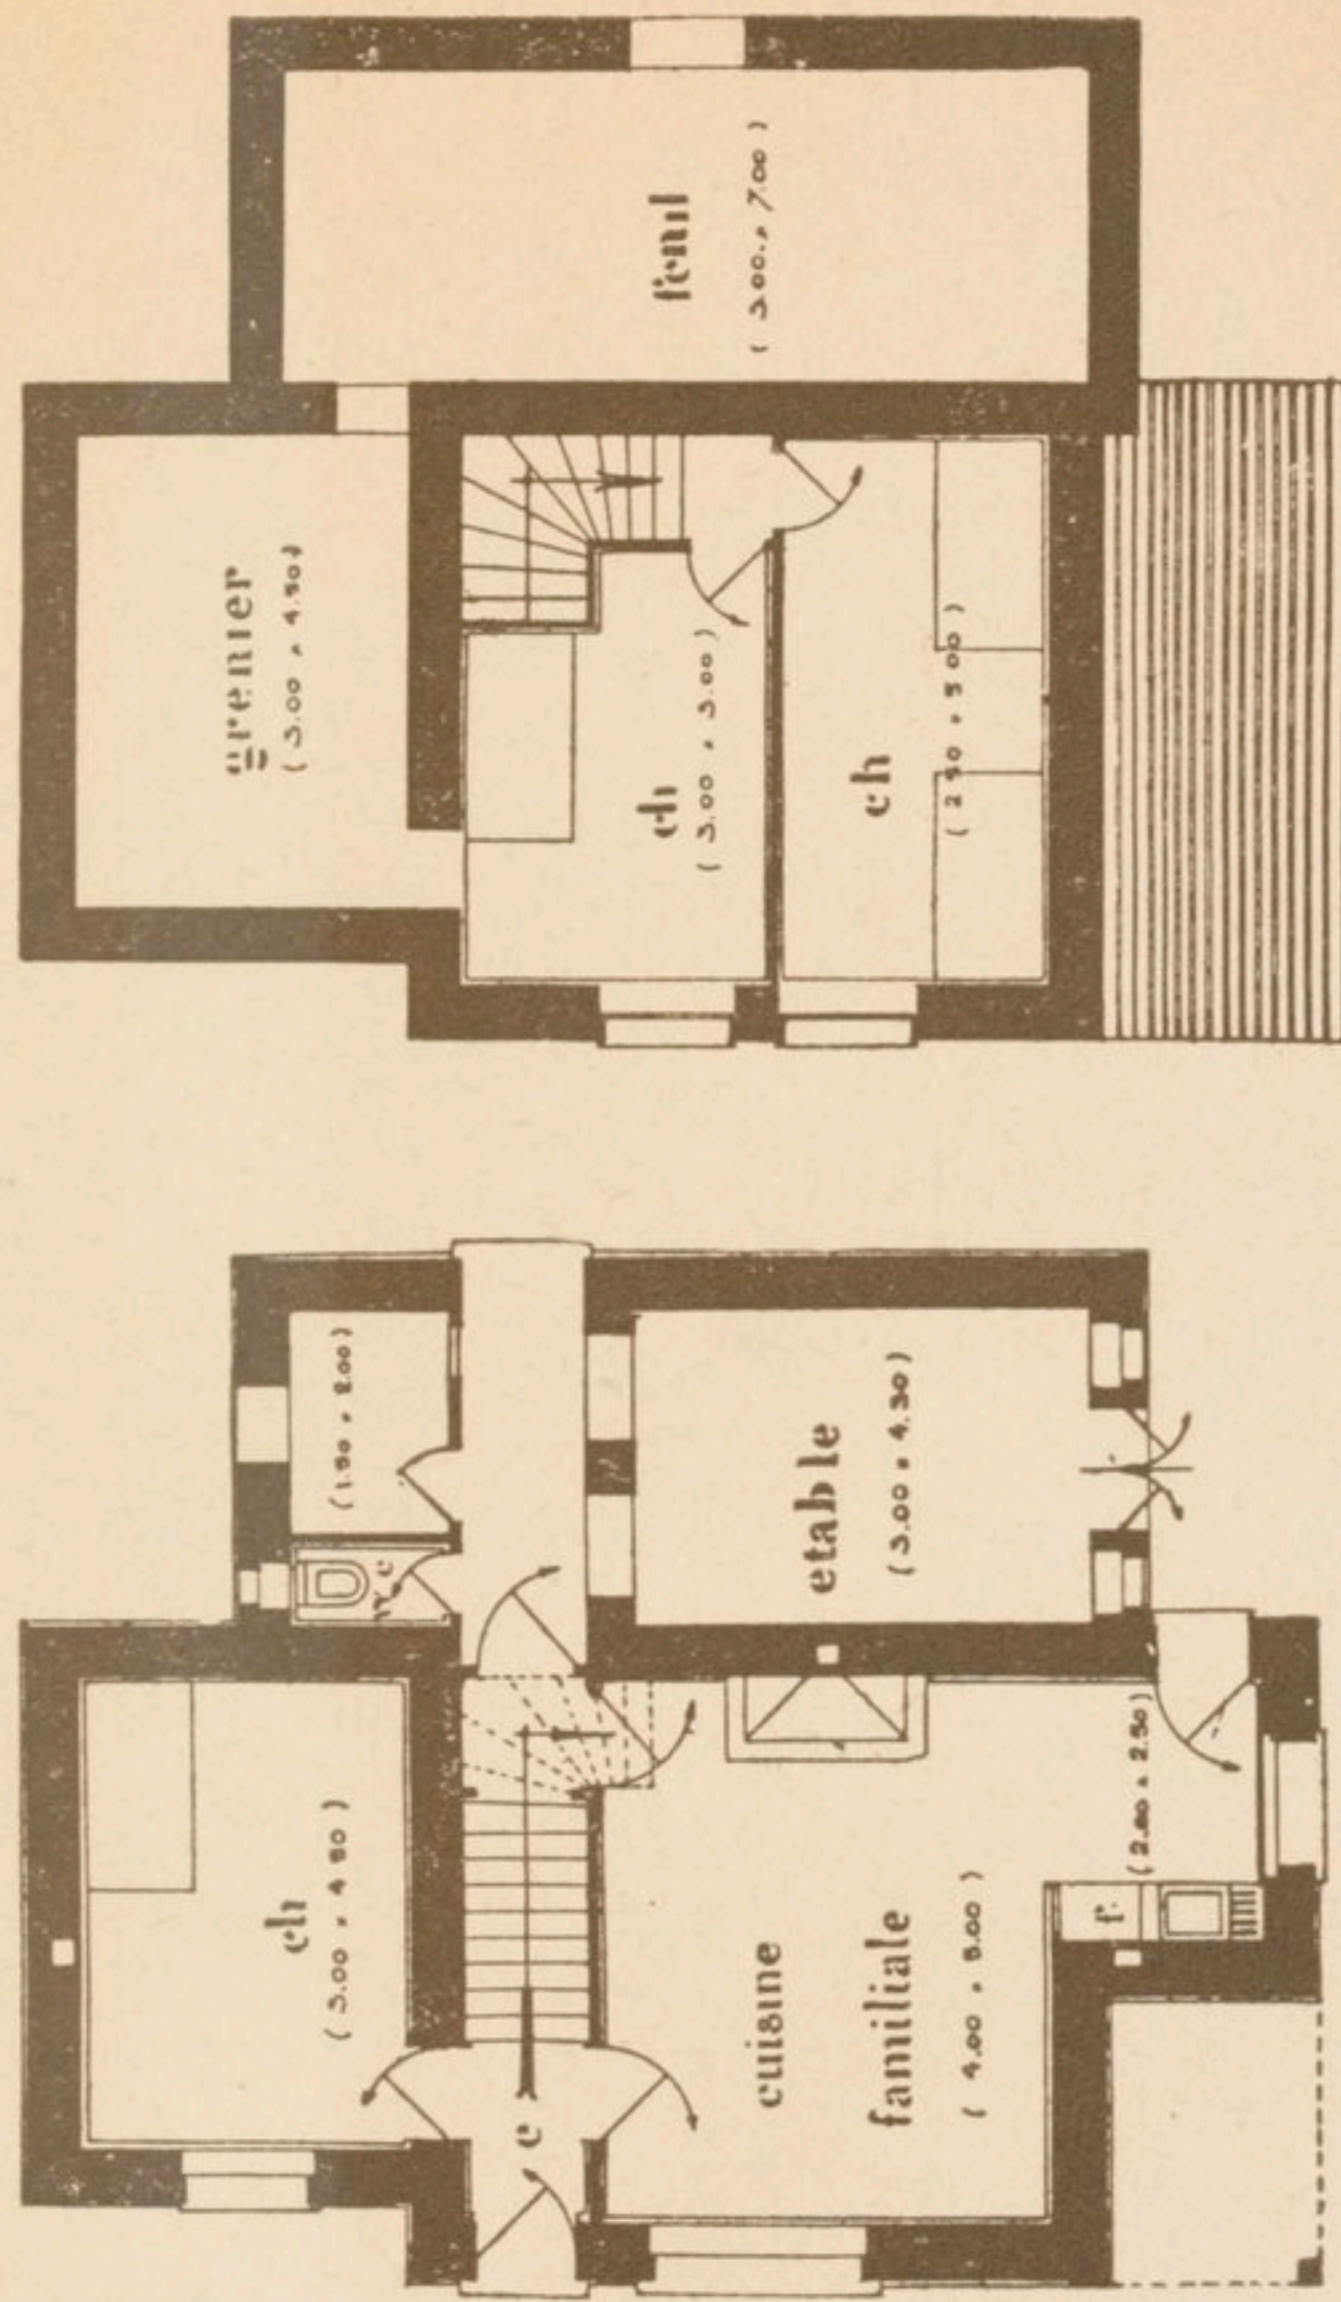 fenil
( 3.00 × 7.00 )
grenier
( 3.00 × 4.50 )
ch
( 3.00 × 3.00 )
ch
( 2 50 × 5 00 )
( 1.50 × 2.00 )
w c
etable
( 3.00 × 4.30 )
ch
( 3.00 × 4 50 )
e
cuisine
familiale
( 4.00 × 5.00 )
( 2.00 × 2.50 )
f.